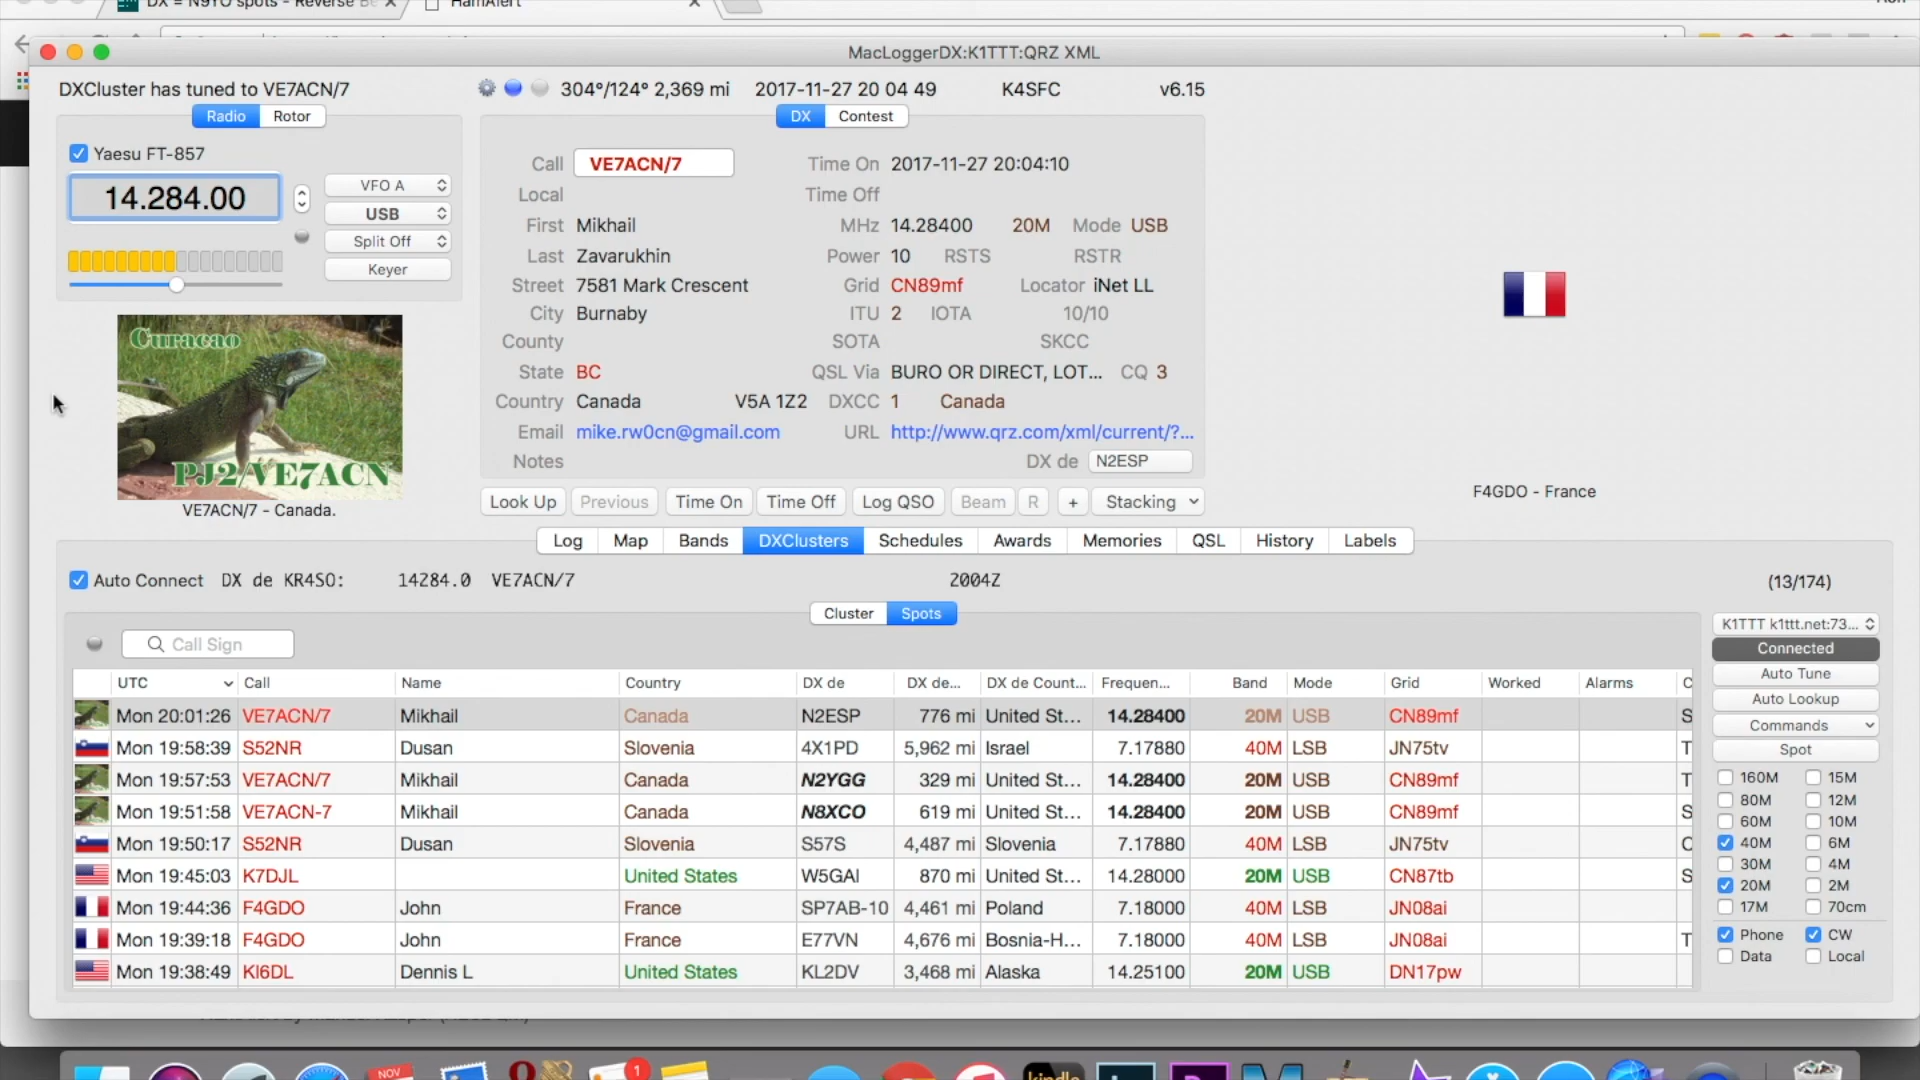 DX = N9YO spots - Reverse Be
HamAlert
MacLoggerDX:K1TTT:QRZ XML
DXCluster has tuned to VE7ACN/7
304°/124° 2,369 mi 2017-11-27 20 04 49 K4SFC v6.15
Radio Rotor
DX Contest
Yaesu FT-857
14.284.00
VFO A
USB
Split Off
Keyer
Curacao
PJ2/VE7ACN
VE7ACN/7 - Canada.
Call VE7ACN/7 Time On 2017-11-27 20:04:10
Local Time Off
First Mikhail MHz 14.28400 20M Mode USB
Last Zavarukhin Power 10 RSTS RSTR
Street 7581 Mark Crescent Grid CN89mf Locator iNet LL
City Burnaby ITU 2 IOTA 10/10
County SOTA SKCC
State BC QSL Via BURO OR DIRECT, LOT... CQ 3
Country Canada V5A 1Z2 DXCC 1 Canada
Email mike.rw0cn@gmail.com URL http://www.qrz.com/xml/current/?...
Notes DX de N2ESP
Look Up Previous Time On Time Off Log QSO Beam R + Stacking
F4GDO - France
Log Map Bands DXClusters Schedules Awards Memories QSL History Labels
Auto Connect DX de KR4SO: 14284.0 VE7ACN/7 2004Z (13/174)
Cluster Spots
Call Sign
UTC Call Name Country DX de DX de... DX de Count... Frequen... Band Mode Grid Worked Alarms C
Mon 20:01:26 VE7ACN/7 Mikhail Canada N2ESP 776 mi United St... 14.28400 20M USB CN89mf S
Mon 19:58:39 S52NR Dusan Slovenia 4X1PD 5,962 mi Israel 7.17880 40M LSB JN75tv T
Mon 19:57:53 VE7ACN/7 Mikhail Canada N2YGG 329 mi United St... 14.28400 20M USB CN89mf T
Mon 19:51:58 VE7ACN-7 Mikhail Canada N8XCO 619 mi United St... 14.28400 20M USB CN89mf S
Mon 19:50:17 S52NR Dusan Slovenia S57S 4,487 mi Slovenia 7.17880 40M LSB JN75tv C
Mon 19:45:03 K7DJL United States W5GAI 870 mi United St... 14.28000 20M USB CN87tb S
Mon 19:44:36 F4GDO John France SP7AB-10 4,461 mi Poland 7.18000 40M LSB JN08ai
Mon 19:39:18 F4GDO John France E77VN 4,676 mi Bosnia-H... 7.18000 40M LSB JN08ai T
Mon 19:38:49 KI6DL Dennis L United States KL2DV 3,468 mi Alaska 14.25100 20M USB DN17pw
K1TTT k1ttt.net:73...
Connected
Auto Tune
Auto Lookup
Commands
Spot
160M 15M
80M 12M
60M 10M
40M 6M
30M 4M
20M 2M
17M 70cm
Phone CW
Data Local
NOV
1
kindle